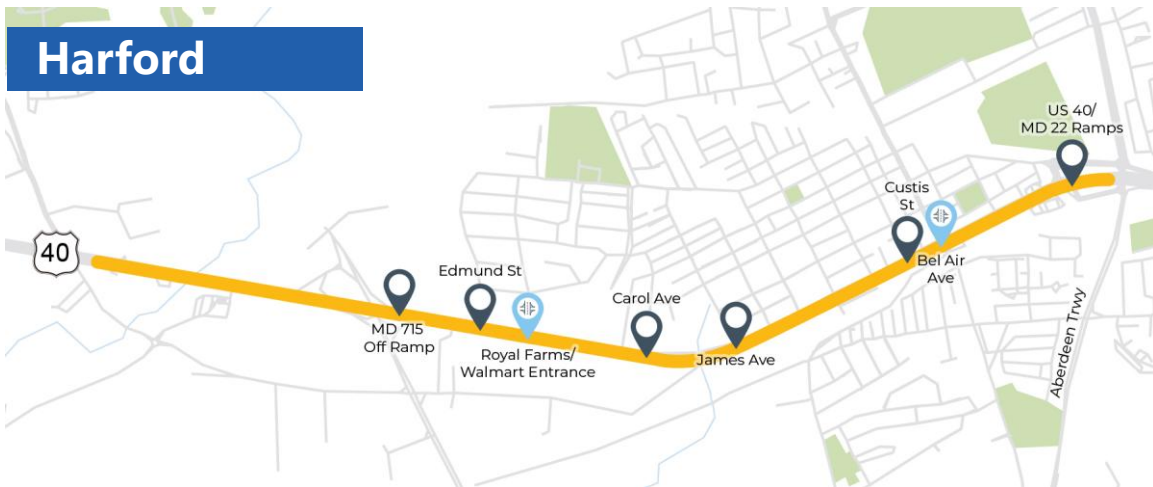 Harford
US 40/
MD 22 Ramps
Custis
St
40
Edmund St
Bel Air
Ave
Carol Ave
MD 715
Off Ramp
Royal Farms/
Walmart Entrance
James Ave
Aberdeen Trwy